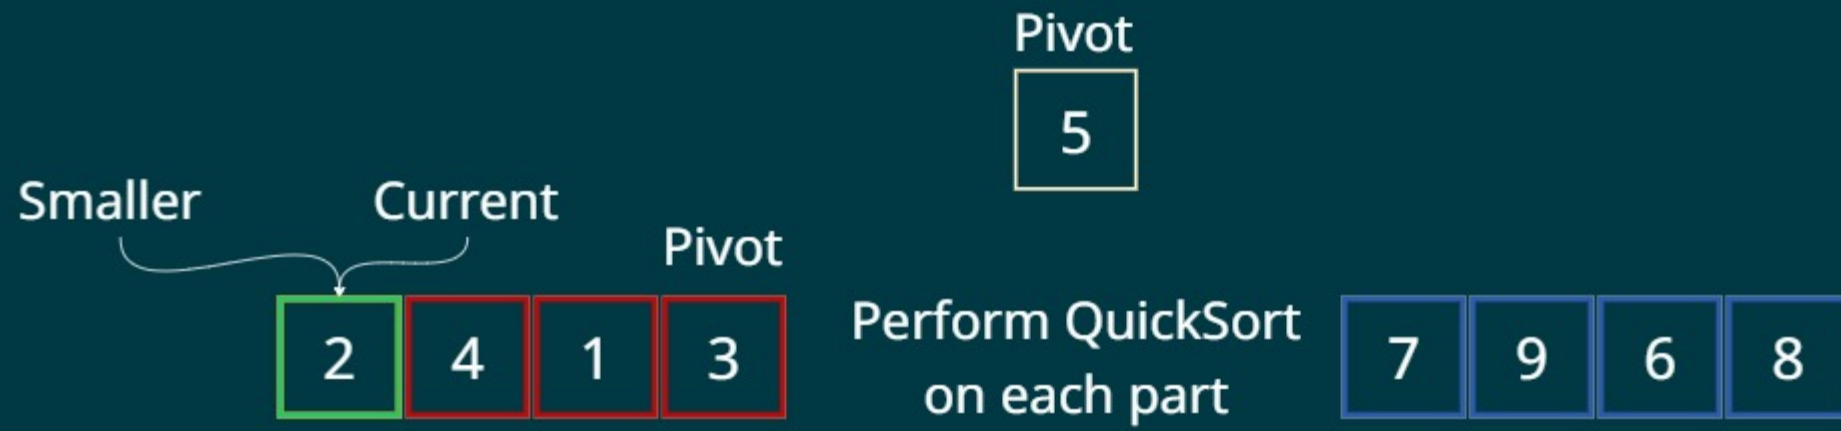 Pivot
5
Smaller Current
Pivot
2 4 1 3
Perform QuickSort
on each part
7 9 6 8